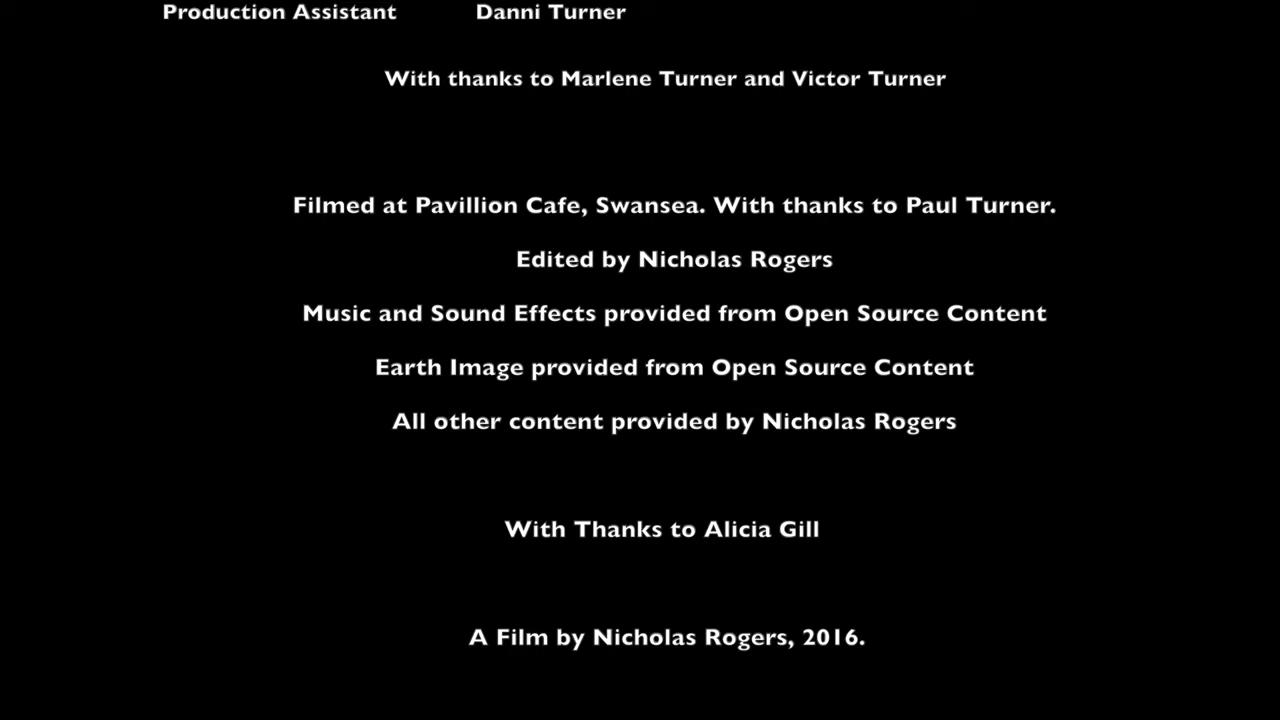 Production Assistant Danni Turner
With thanks to Marlene Turner and Victor Turner
Filmed at Pavillion Cafe, Swansea. With thanks to Paul Turner.
Edited by Nicholas Rogers
Music and Sound Effects provided from Open Source Content
Earth Image provided from Open Source Content
All other content provided by Nicholas Rogers
With Thanks to Alicia Gill
A Film by Nicholas Rogers, 2016.